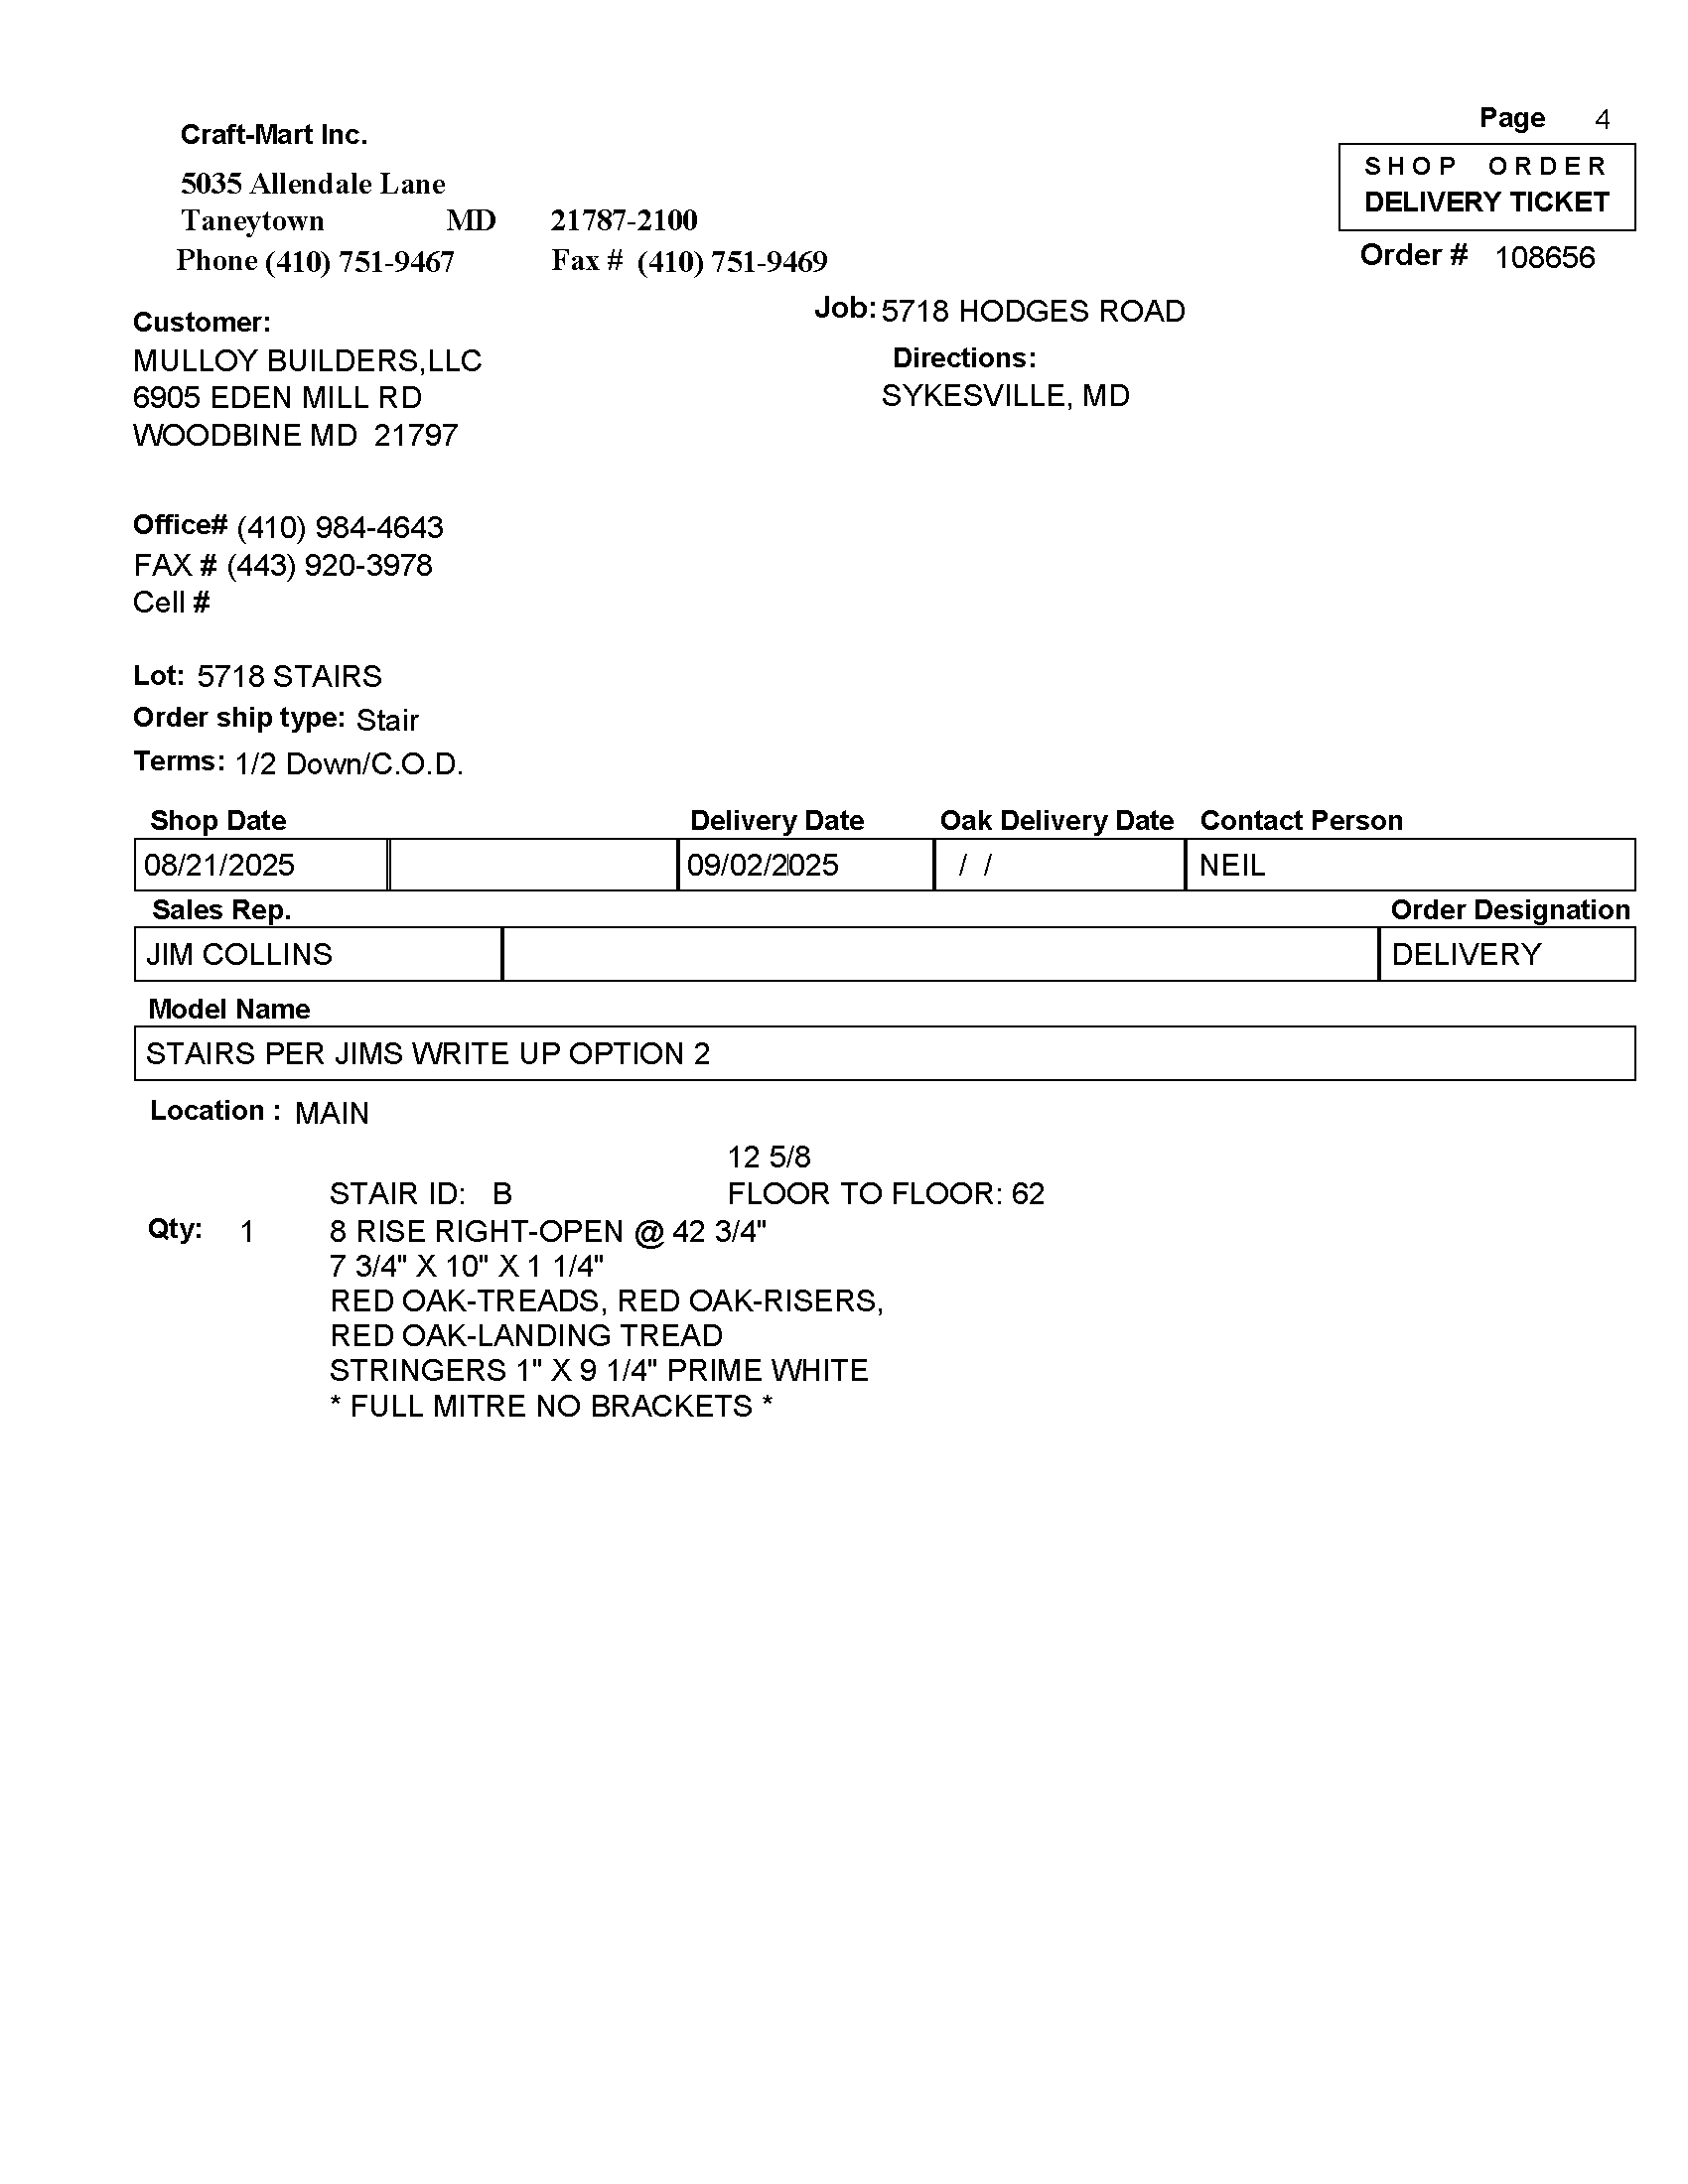 Page 4
Craft-Mart Inc.
SHOP ORDER
DELIVERY TICKET
5035 Allendale Lane
Taneytown MD 21787-2100
Phone (410) 751-9467 Fax # (410) 751-9469
Order # 108656
Job: 5718 HODGES ROAD
Directions:
SYKESVILLE, MD
Customer:
MULLOY BUILDERS,LLC
6905 EDEN MILL RD
WOODBINE MD 21797
Office# (410) 984-4643
FAX # (443) 920-3978
Cell #
Lot: 5718 STAIRS
Order ship type: Stair
Terms: 1/2 Down/C.O.D.
Shop Date Delivery Date Oak Delivery Date Contact Person
08/21/2025 09/02/2025 / / NEIL
Sales Rep. Order Designation
JIM COLLINS DELIVERY
Model Name
STAIRS PER JIMS WRITE UP OPTION 2
Location : MAIN
12 5/8
STAIR ID: B FLOOR TO FLOOR: 62
Qty: 1 8 RISE RIGHT-OPEN @ 42 3/4"
7 3/4" X 10" X 1 1/4"
RED OAK-TREADS, RED OAK-RISERS,
RED OAK-LANDING TREAD
STRINGERS 1" X 9 1/4" PRIME WHITE
* FULL MITRE NO BRACKETS *